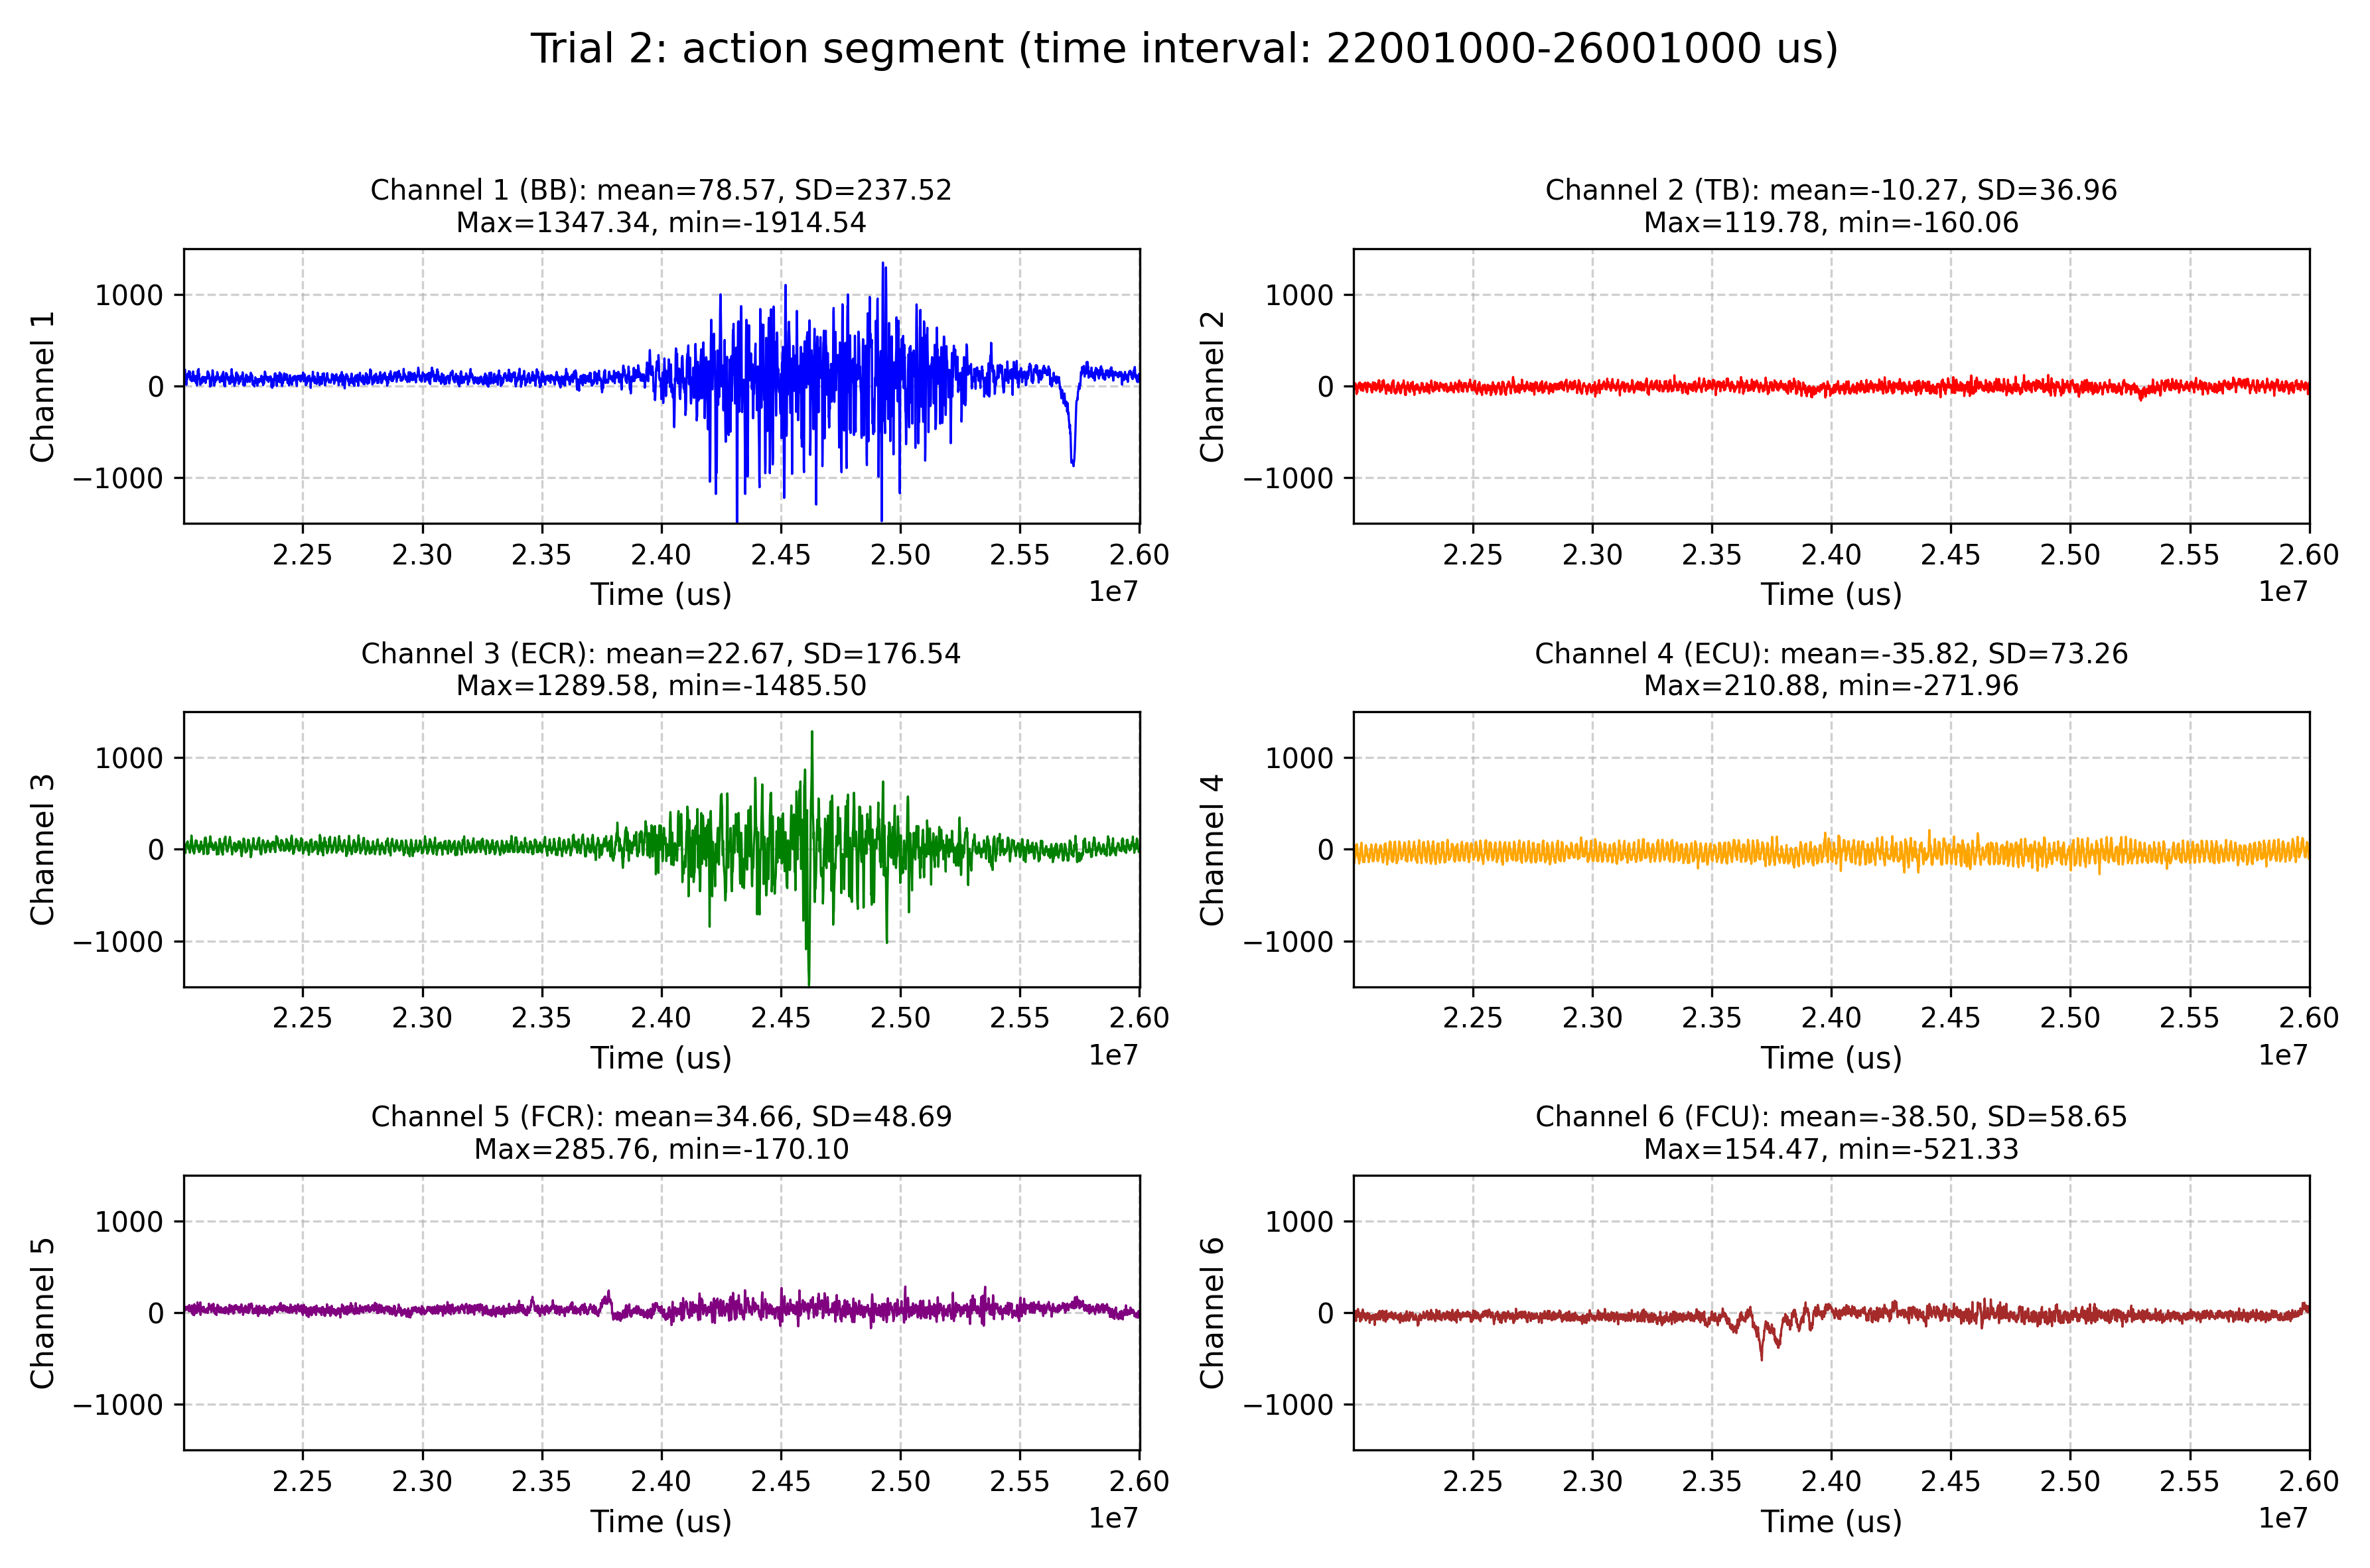 Trial 2: action segment (time interval: 22001000-26001000 us)
Channel 1 (BB): mean=78.57, SD=237.52
Max=1347.34, min=-1914.54
Channel 1
1000
0
−1000
2.25 2.30 2.35 2.40 2.45 2.50 2.55 2.60
1e7
Time (us)
Channel 2 (TB): mean=-10.27, SD=36.96
Max=119.78, min=-160.06
Channel 2
1000
0
−1000
2.25 2.30 2.35 2.40 2.45 2.50 2.55 2.60
1e7
Time (us)
Channel 3 (ECR): mean=22.67, SD=176.54
Max=1289.58, min=-1485.50
Channel 3
1000
0
−1000
2.25 2.30 2.35 2.40 2.45 2.50 2.55 2.60
1e7
Time (us)
Channel 4 (ECU): mean=-35.82, SD=73.26
Max=210.88, min=-271.96
Channel 4
1000
0
−1000
2.25 2.30 2.35 2.40 2.45 2.50 2.55 2.60
1e7
Time (us)
Channel 5 (FCR): mean=34.66, SD=48.69
Max=285.76, min=-170.10
Channel 5
1000
0
−1000
2.25 2.30 2.35 2.40 2.45 2.50 2.55 2.60
1e7
Time (us)
Channel 6 (FCU): mean=-38.50, SD=58.65
Max=154.47, min=-521.33
Channel 6
1000
0
−1000
2.25 2.30 2.35 2.40 2.45 2.50 2.55 2.60
1e7
Time (us)